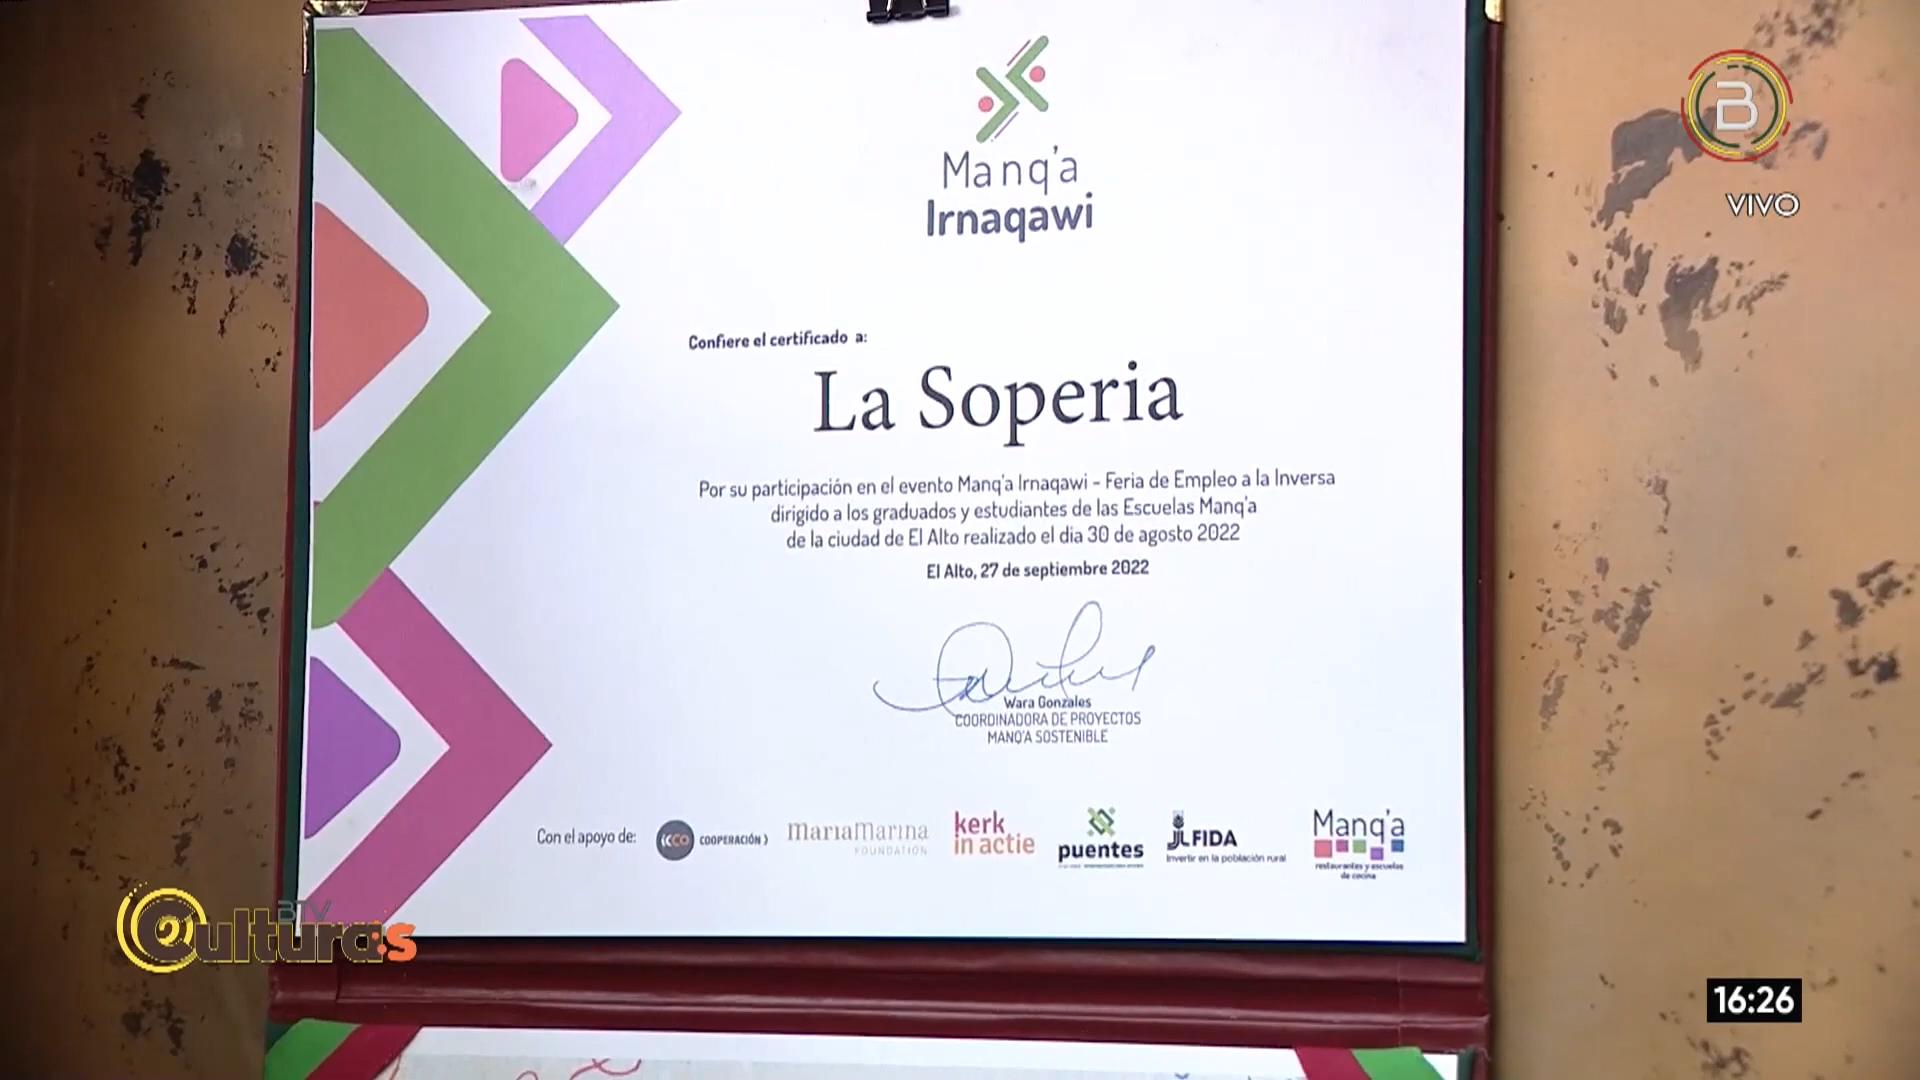 B
VIVO
Manq'a
Irnaqawi
Confiere el certificado a:
La Soperia
Por su participación en el evento Manq'a Irnaqawi - Feria de Empleo a la Inversa
dirigido a los graduados y estudiantes de las Escuelas Manq'a
de la ciudad de El Alto realizado el dia 30 de agosto 2022
El Alto, 27 de septiembre 2022
Wara Gonzales
COORDINADORA DE PROYECTOS
MANQ'A SOSTENIBLE
Con el apoyo de:
icco COOPERACIÓN
mariamarina
FOUNDATION
kerk
in actie
puentes
FIDA
Invertir en la población rural
Manq'a
restaurantes y escuelas
de cocina
BTV
Culturas
16:26